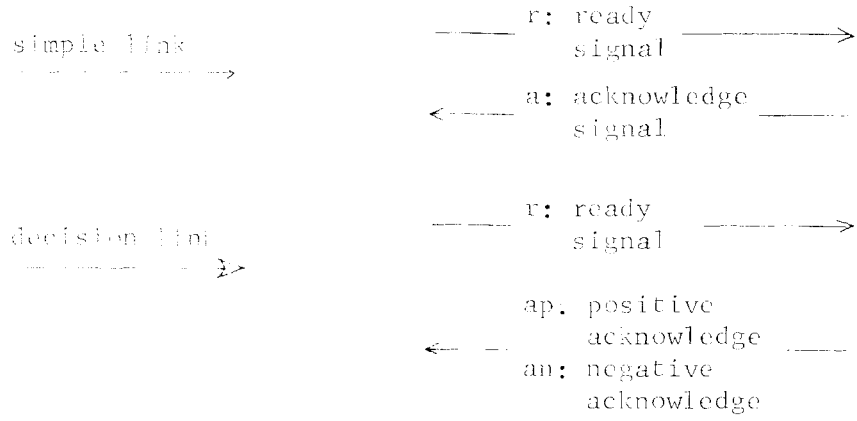 simple link
r: ready
signal
a: acknowledge
signal
decision link
r: ready
signal
ap: positive
acknowledge
an: negative
acknowledge